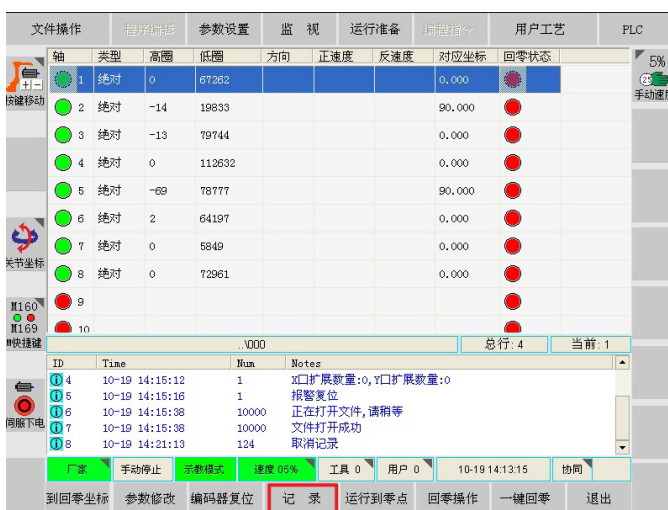 文件操作 程序编辑 参数设置 监 视 运行准备 编程指令 用户工艺 PLC
轴 类型 高圈 低圈 方向 正速度 反速度 对应坐标 回零状态
5%
手动速度
按键移动
1 绝对 0 67262 0.000
2 绝对 -14 19833 90.000
3 绝对 -13 79744 0.000
4 绝对 0 112632 0.000
5 绝对 -69 78777 90.000
6 绝对 2 64197 0.000
7 绝对 0 5849 0.000
8 绝对 0 72961 0.000
9
10
关节坐标
M160
M169
M快捷键
伺服下电
..\000 总行:4 当前:1
ID Time Num Notes
4 10-19 14:15:12 1 X口扩展数量:0,Y口扩展数量:0
5 10-19 14:15:16 1 报警复位
6 10-19 14:15:38 10000 正在打开文件,请稍等
7 10-19 14:15:38 10000 文件打开成功
8 10-19 14:21:13 124 取消记录
厂家 手动停止 示教模式 速度 05% 工具 0 用户 0 10-19 14:13:15 协同
到回零坐标 参数修改 编码器复位 记 录 运行到零点 回零操作 一键回零 退出